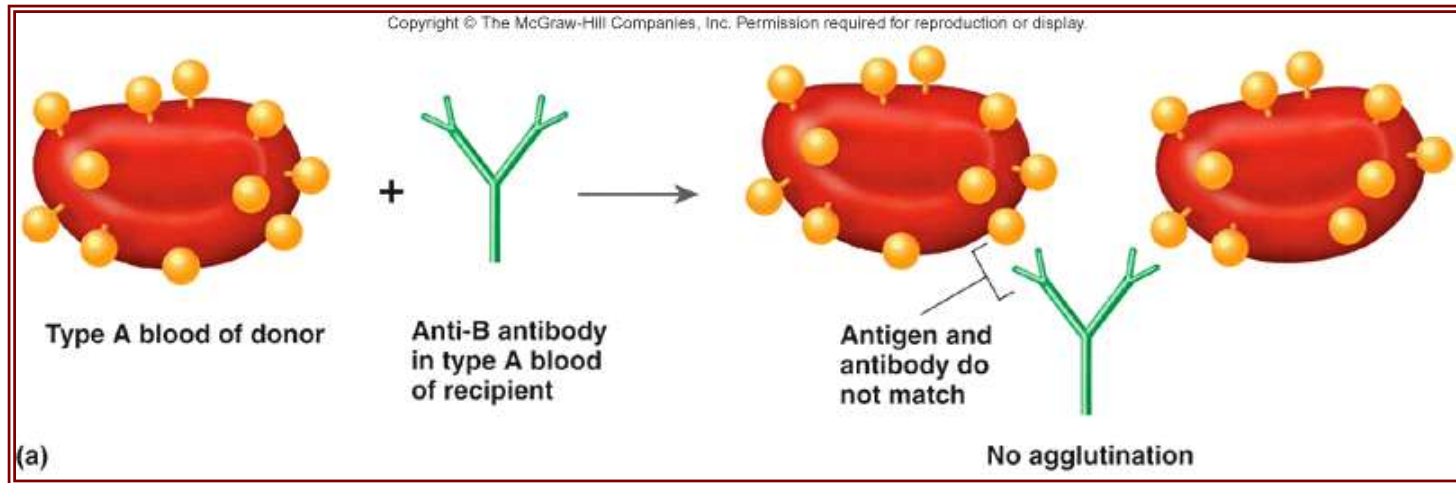 Copyright © The McGraw-Hill Companies, Inc. Permission required for reproduction or display.
+
Type A blood of donor
Anti-B antibody
in type A blood
of recipient
Antigen and
antibody do
not match
(a)
No agglutination